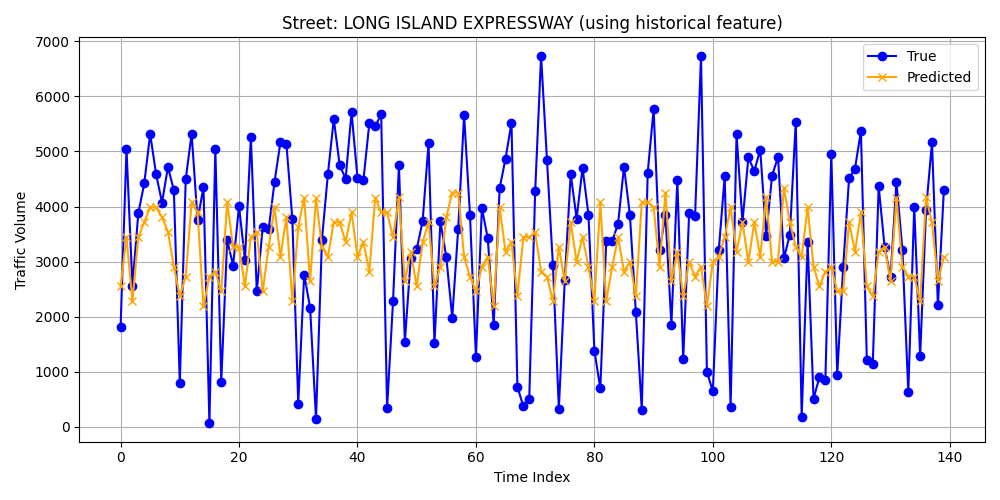 Street: LONG ISLAND EXPRESSWAY (using historical feature)
True
Predicted
Traffic Volume
7000
6000
5000
4000
3000
2000
1000
0
0 20 40 60 80 100 120 140
Time Index